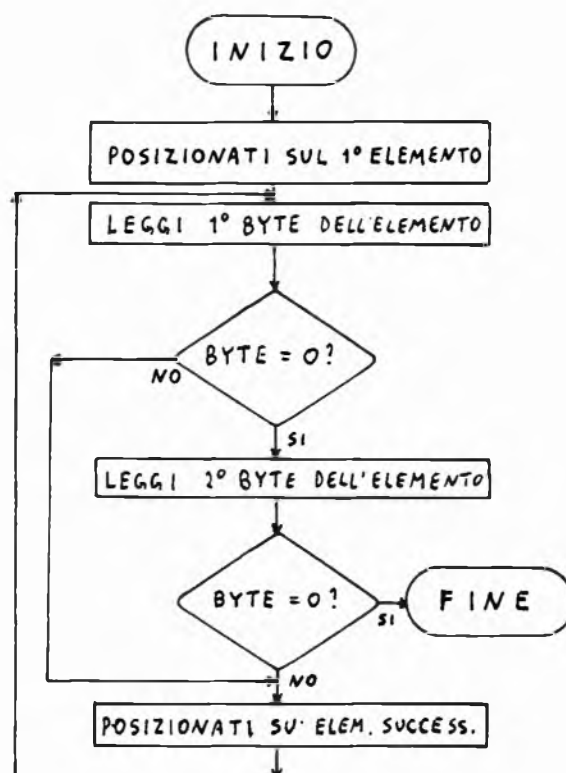 INIZIO
POSIZIONATI SUL 1° ELEMENTO
LEGGI 1° BYTE DELL'ELEMENTO
BYTE = 0?
NO
SI
LEGGI 2° BYTE DELL'ELEMENTO
BYTE = 0?
SI
FINE
NO
POSIZIONATI SU' ELEM. SUCCESS.